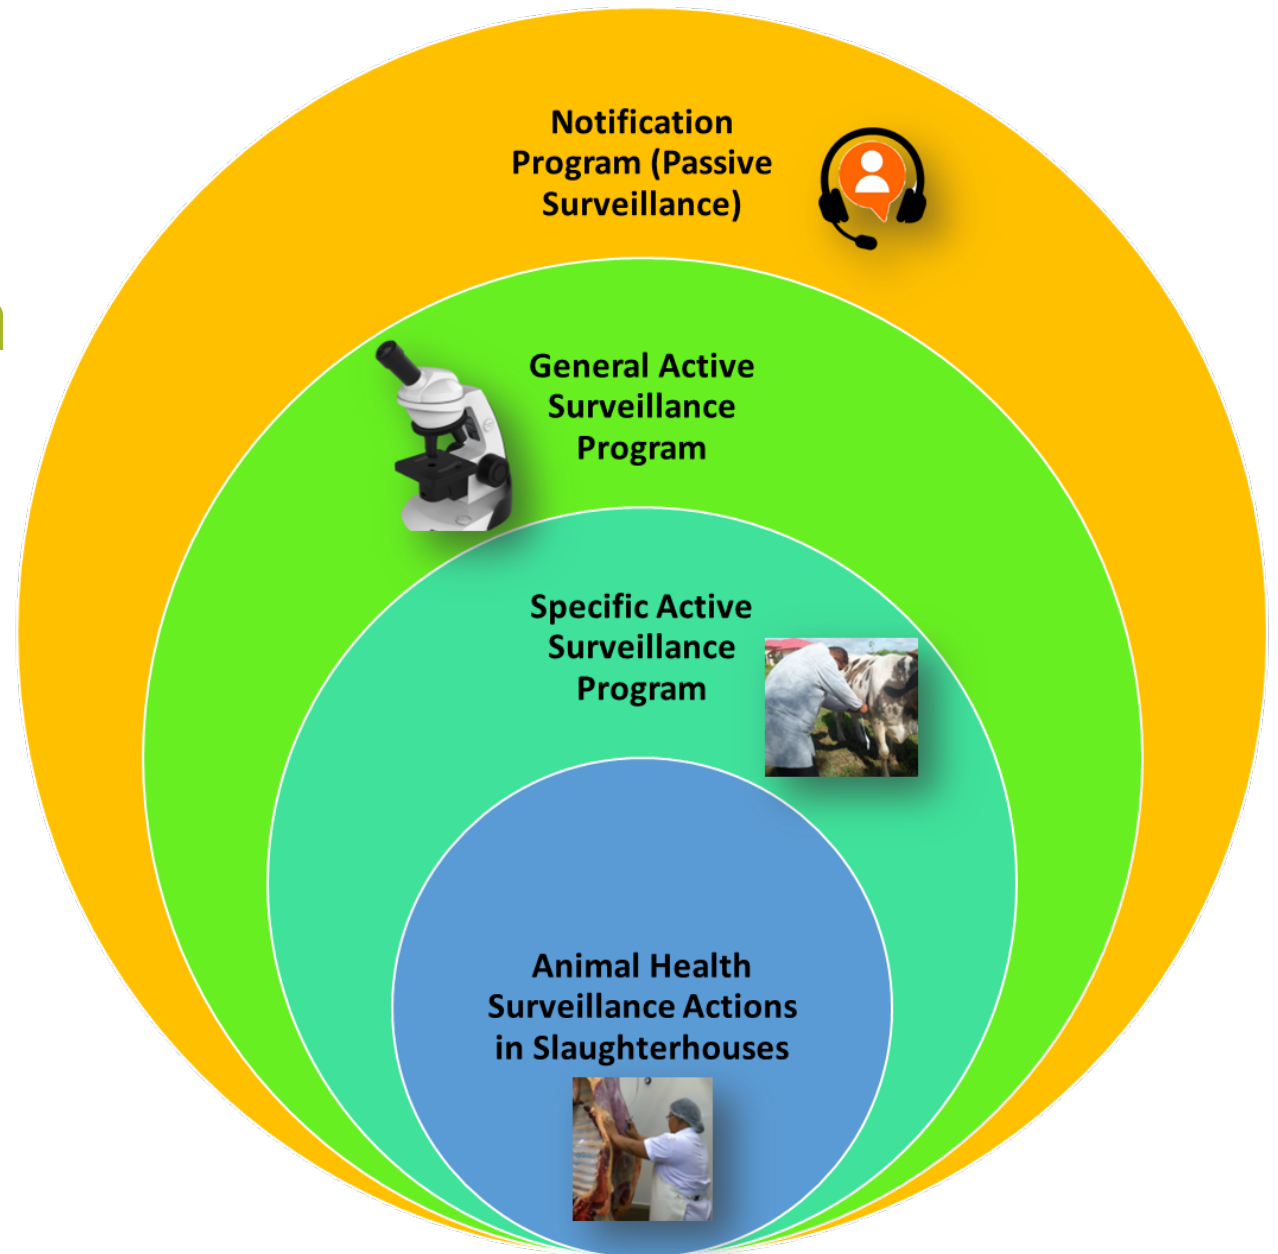 Notification
Program (Passive
Surveillance)
General Active
Surveillance
Program
Specific Active
Surveillance
Program
Animal Health
Surveillance Actions
in Slaughterhouses